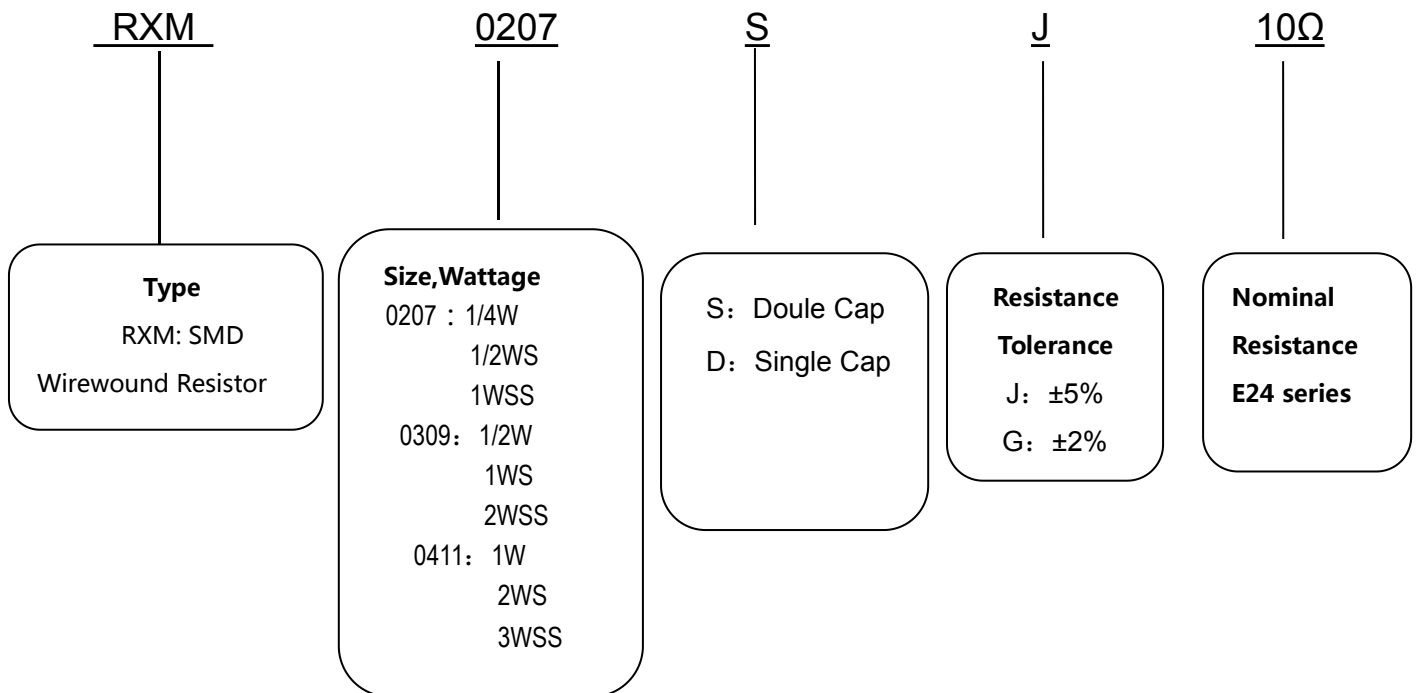 RXM 0207 S J 10Ω
Type
RXM: SMD
Wirewound Resistor
Size,Wattage
0207 : 1/4W
1/2WS
1WSS
0309: 1/2W
1WS
2WSS
0411: 1W
2WS
3WSS
S: Doule Cap
D: Single Cap
Resistance
Tolerance
J: ±5%
G: ±2%
Nominal
Resistance
E24 series